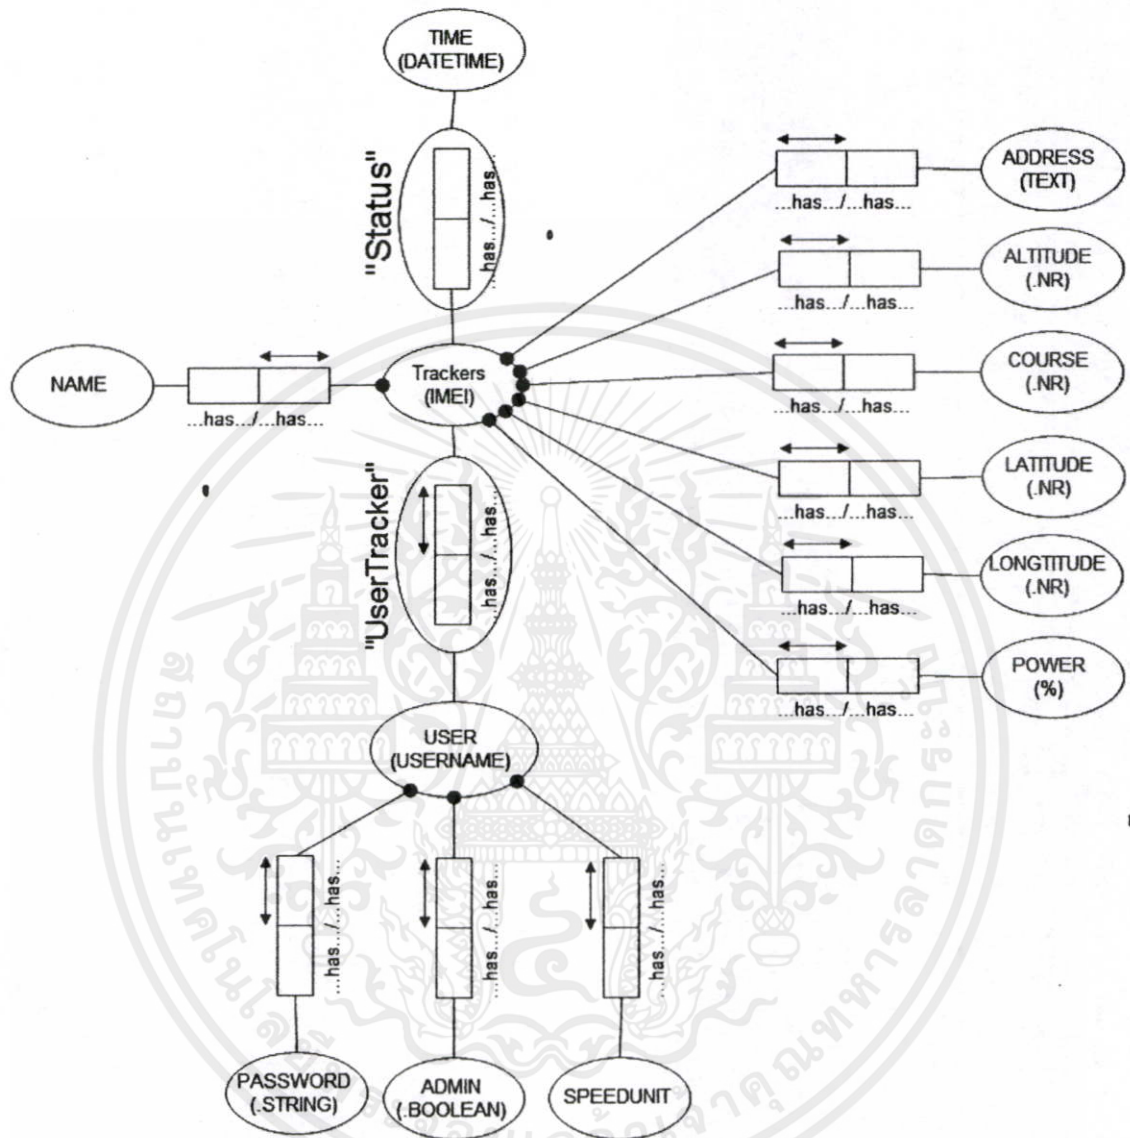 TIME
(DATETIME)
"Status"
...has.../...has...
ADDRESS
(TEXT)
...has.../...has...
ALTITUDE
(.NR)
...has.../...has...
NAME
...has.../...has...
Trackers
(IMEI)
COURSE
(.NR)
...has.../...has...
"UserTracker"
...has.../...has...
LATITUDE
(.NR)
...has.../...has...
LONGTITUDE
(.NR)
...has.../...has...
POWER
(%)
...has.../...has...
USER
(USERNAME)
...has.../...has...
...has.../...has...
...has.../...has...
PASSWORD
(.STRING)
ADMIN
(.BOOLEAN)
SPEEDUNIT